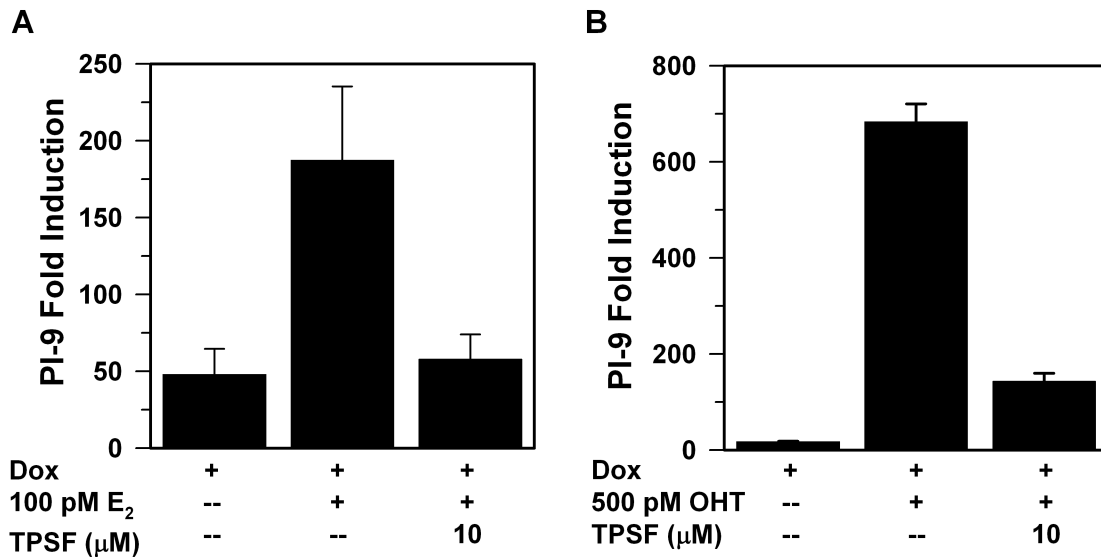 A
PI-9 Fold Induction
250
200
150
100
50
0
Dox + + +
100 pM E₂ -- + +
TPSF (μM) -- -- 10
B
PI-9 Fold Induction
800
600
400
200
0
Dox + + +
500 pM OHT -- + +
TPSF (μM) -- -- 10